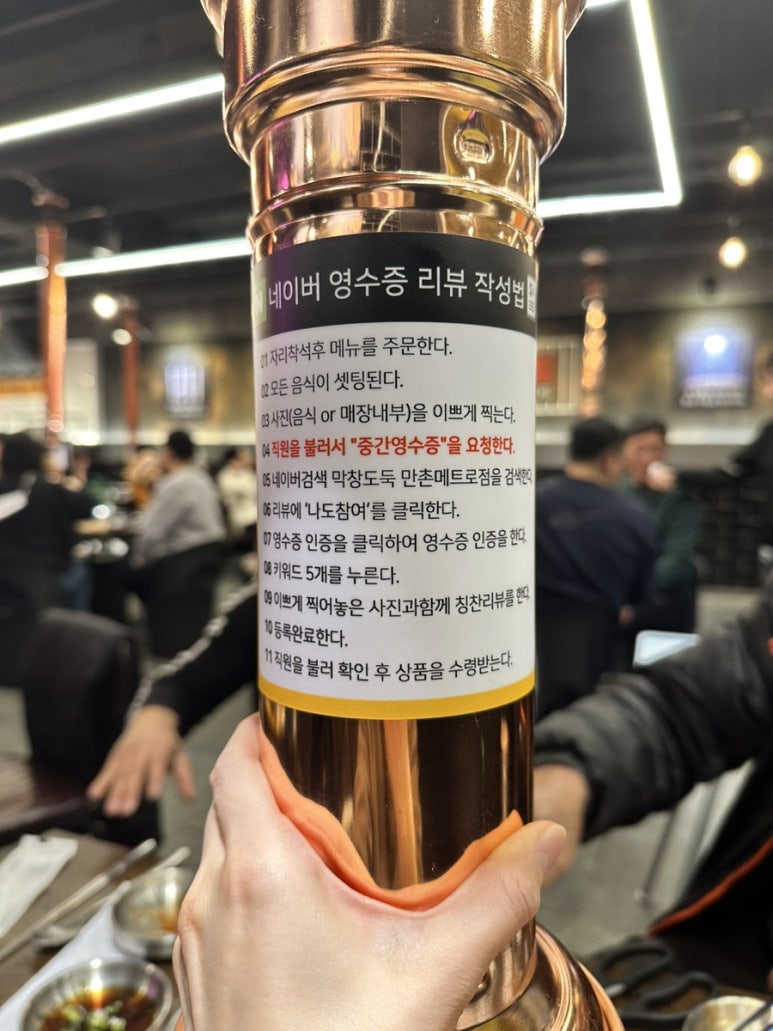 네이버 영수증 리뷰 작성법
01 자리착석후 메뉴를 주문한다.
02 모든 음식이 셋팅된다.
03 사진(음식 or 매장내부)을 이쁘게 찍는다.
04 직원을 불러서 "중간영수증"을 요청한다.
05 네이버검색 막창도둑 만촌메트로점을 검색한다.
06 리뷰에 '나도참여'를 클릭한다.
07 영수증 인증을 클릭하여 영수증 인증을 한다.
08 키워드 5개를 누른다.
09 이쁘게 찍어놓은 사진과함께 칭찬리뷰를 한다.
10 등록완료한다.
11 직원을 불러 확인 후 상품을 수령받는다.